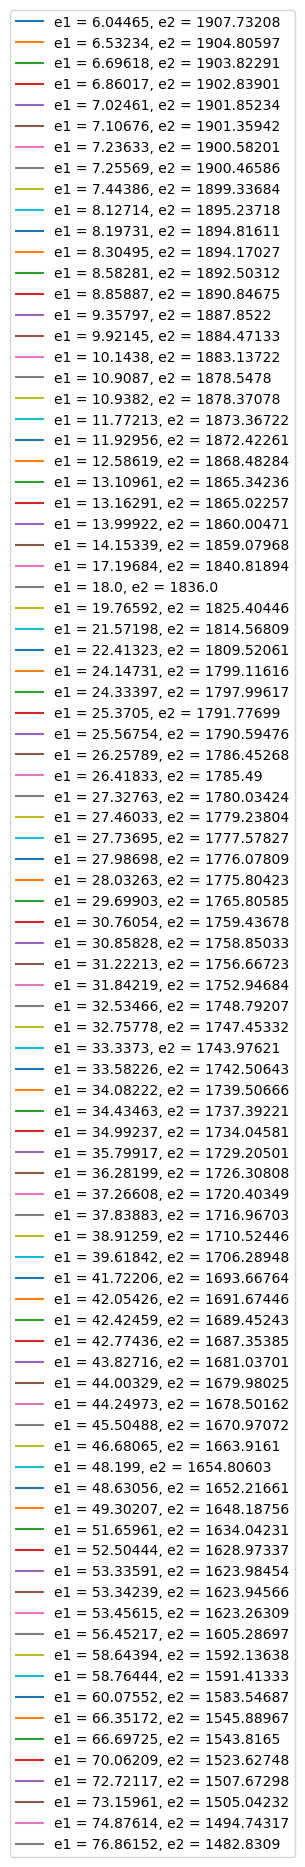 e1 = 6.04465, e2 = 1907.73208
e1 = 6.53234, e2 = 1904.80597
e1 = 6.69618, e2 = 1903.82291
e1 = 6.86017, e2 = 1902.83901
e1 = 7.02461, e2 = 1901.85234
e1 = 7.10676, e2 = 1901.35942
e1 = 7.23633, e2 = 1900.58201
e1 = 7.25569, e2 = 1900.46586
e1 = 7.44386, e2 = 1899.33684
e1 = 8.12714, e2 = 1895.23718
e1 = 8.19731, e2 = 1894.81611
e1 = 8.30495, e2 = 1894.17027
e1 = 8.58281, e2 = 1892.50312
e1 = 8.85887, e2 = 1890.84675
e1 = 9.35797, e2 = 1887.8522
e1 = 9.92145, e2 = 1884.47133
e1 = 10.1438, e2 = 1883.13722
e1 = 10.9087, e2 = 1878.5478
e1 = 10.9382, e2 = 1878.37078
e1 = 11.77213, e2 = 1873.36722
e1 = 11.92956, e2 = 1872.42261
e1 = 12.58619, e2 = 1868.48284
e1 = 13.10961, e2 = 1865.34236
e1 = 13.16291, e2 = 1865.02257
e1 = 13.99922, e2 = 1860.00471
e1 = 14.15339, e2 = 1859.07968
e1 = 17.19684, e2 = 1840.81894
e1 = 18.0, e2 = 1836.0
e1 = 19.76592, e2 = 1825.40446
e1 = 21.57198, e2 = 1814.56809
e1 = 22.41323, e2 = 1809.52061
e1 = 24.14731, e2 = 1799.11616
e1 = 24.33397, e2 = 1797.99617
e1 = 25.3705, e2 = 1791.77699
e1 = 25.56754, e2 = 1790.59476
e1 = 26.25789, e2 = 1786.45268
e1 = 26.41833, e2 = 1785.49
e1 = 27.32763, e2 = 1780.03424
e1 = 27.46033, e2 = 1779.23804
e1 = 27.73695, e2 = 1777.57827
e1 = 27.98698, e2 = 1776.07809
e1 = 28.03263, e2 = 1775.80423
e1 = 29.69903, e2 = 1765.80585
e1 = 30.76054, e2 = 1759.43678
e1 = 30.85828, e2 = 1758.85033
e1 = 31.22213, e2 = 1756.66723
e1 = 31.84219, e2 = 1752.94684
e1 = 32.53466, e2 = 1748.79207
e1 = 32.75778, e2 = 1747.45332
e1 = 33.3373, e2 = 1743.97621
e1 = 33.58226, e2 = 1742.50643
e1 = 34.08222, e2 = 1739.50666
e1 = 34.43463, e2 = 1737.39221
e1 = 34.99237, e2 = 1734.04581
e1 = 35.79917, e2 = 1729.20501
e1 = 36.28199, e2 = 1726.30808
e1 = 37.26608, e2 = 1720.40349
e1 = 37.83883, e2 = 1716.96703
e1 = 38.91259, e2 = 1710.52446
e1 = 39.61842, e2 = 1706.28948
e1 = 41.72206, e2 = 1693.66764
e1 = 42.05426, e2 = 1691.67446
e1 = 42.42459, e2 = 1689.45243
e1 = 42.77436, e2 = 1687.35385
e1 = 43.82716, e2 = 1681.03701
e1 = 44.00329, e2 = 1679.98025
e1 = 44.24973, e2 = 1678.50162
e1 = 45.50488, e2 = 1670.97072
e1 = 46.68065, e2 = 1663.9161
e1 = 48.199, e2 = 1654.80603
e1 = 48.63056, e2 = 1652.21661
e1 = 49.30207, e2 = 1648.18756
e1 = 51.65961, e2 = 1634.04231
e1 = 52.50444, e2 = 1628.97337
e1 = 53.33591, e2 = 1623.98454
e1 = 53.34239, e2 = 1623.94566
e1 = 53.45615, e2 = 1623.26309
e1 = 56.45217, e2 = 1605.28697
e1 = 58.64394, e2 = 1592.13638
e1 = 58.76444, e2 = 1591.41333
e1 = 60.07552, e2 = 1583.54687
e1 = 66.35172, e2 = 1545.88967
e1 = 66.69725, e2 = 1543.8165
e1 = 70.06209, e2 = 1523.62748
e1 = 72.72117, e2 = 1507.67298
e1 = 73.15961, e2 = 1505.04232
e1 = 74.87614, e2 = 1494.74317
e1 = 76.86152, e2 = 1482.8309